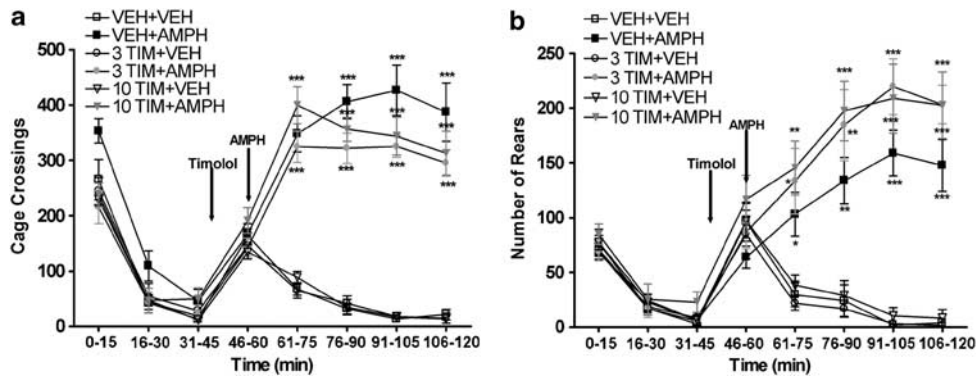 a
VEH+VEH
VEH+AMPH
3 TIM+VEH
3 TIM+AMPH
10 TIM+VEH
10 TIM+AMPH
500
400
300
200
100
0
Cage Crossings
Timolol
AMPH
***
***
***
***
***
***
***
***
***
***
***
***
0-15
16-30
31-45
46-60
61-75
76-90
91-105
106-120
Time (min)
b
VEH+VEH
VEH+AMPH
3 TIM+VEH
3 TIM+AMPH
10 TIM+VEH
10 TIM+AMPH
250
200
150
100
50
0
Number of Rears
Timolol
AMPH
**
*
*
***
**
**
***
***
***
***
***
***
0-15
16-30
31-45
46-60
61-75
76-90
91-105
106-120
Time (min)